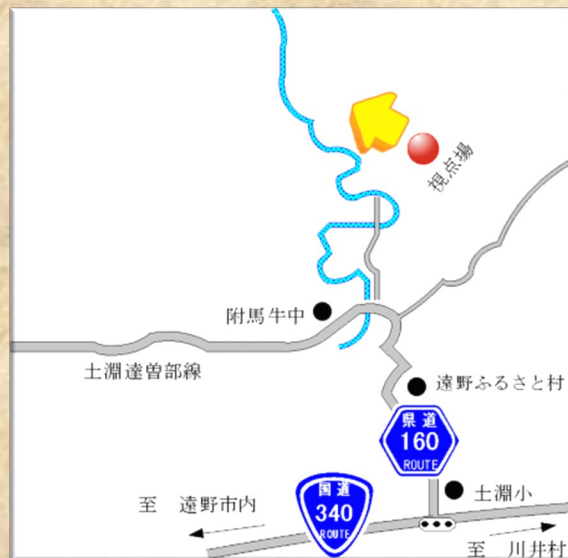 視点場
附馬牛中
土淵達曽部線
遠野ふるさと村
県道
160
ROUTE
土淵小
国道
340
ROUTE
至 遠野市内
至 川井村